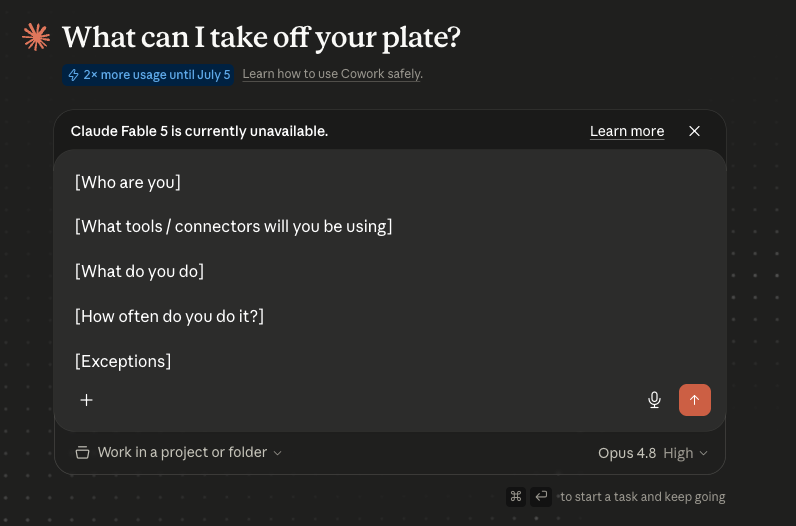 What can I take off your plate?
2× more usage until July 5 Learn how to use Cowork safely.
Claude Fable 5 is currently unavailable. Learn more
[Who are you]
[What tools / connectors will you be using]
[What do you do]
[How often do you do it?]
[Exceptions]
Work in a project or folder Opus 4.8 High
⌘ ↵ to start a task and keep going